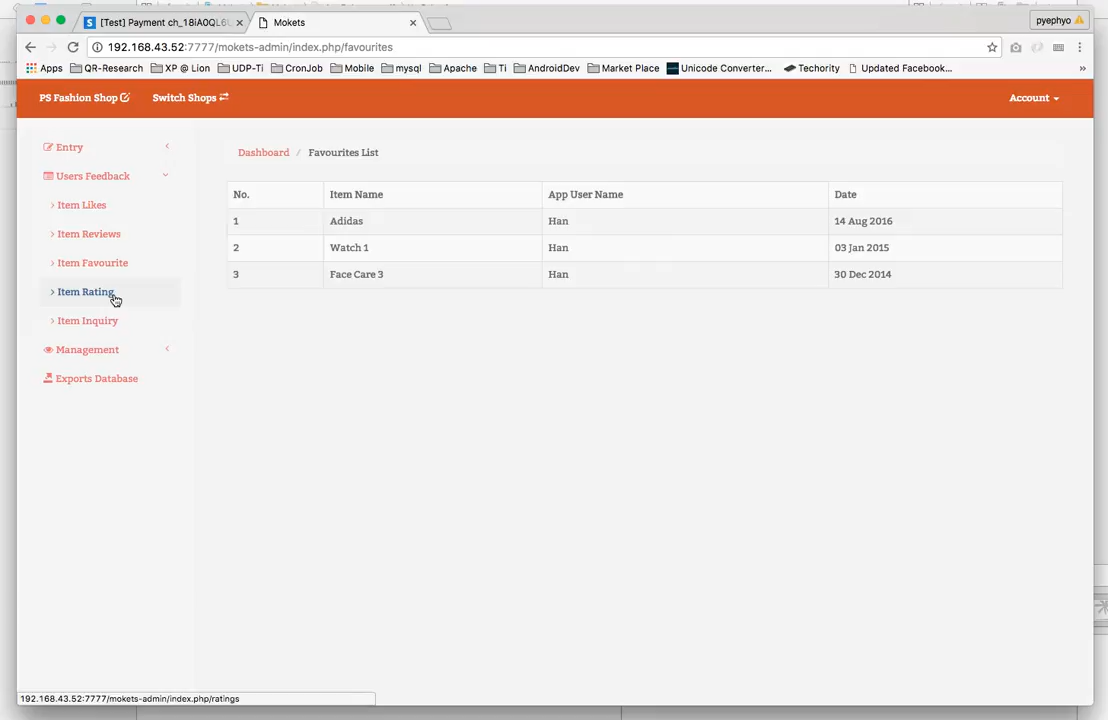 [Test] Payment ch_18iA0QL6
Mokets
pyephyo
192.168.43.52:7777/mokets-admin/index.php/favourites
Apps QR-Research XP @ Lion UDP-Ti CronJob Mobile mysql Apache Ti AndroidDev Market Place Unicode Converter... Techority Updated Facebook... »
PS Fashion Shop Switch Shops Account
Entry
Users Feedback
Item Likes
Item Reviews
Item Favourite
Item Rating
Item Inquiry
Management
Exports Database
Dashboard / Favourites List
No. Item Name App User Name Date
1 Adidas Han 14 Aug 2016
2 Watch 1 Han 03 Jan 2015
3 Face Care 3 Han 30 Dec 2014
192.168.43.52:7777/mokets-admin/index.php/ratings